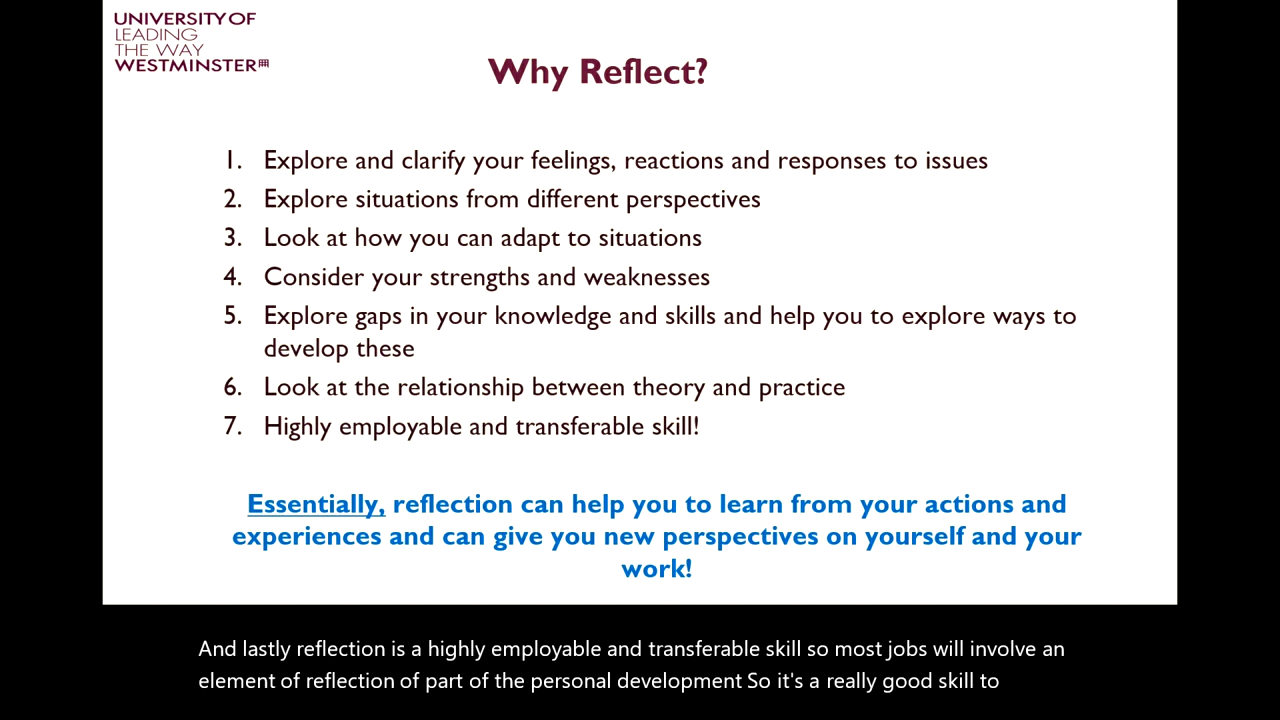 UNIVERSITY OF
LEADING
THE WAY
WESTMINSTER
Why Reflect?
1. Explore and clarify your feelings, reactions and responses to issues
2. Explore situations from different perspectives
3. Look at how you can adapt to situations
4. Consider your strengths and weaknesses
5. Explore gaps in your knowledge and skills and help you to explore ways to
develop these
6. Look at the relationship between theory and practice
7. Highly employable and transferable skill!
Essentially, reflection can help you to learn from your actions and
experiences and can give you new perspectives on yourself and your
work!
And lastly reflection is a highly employable and transferable skill so most jobs will involve an
element of reflection of part of the personal development So it's a really good skill to